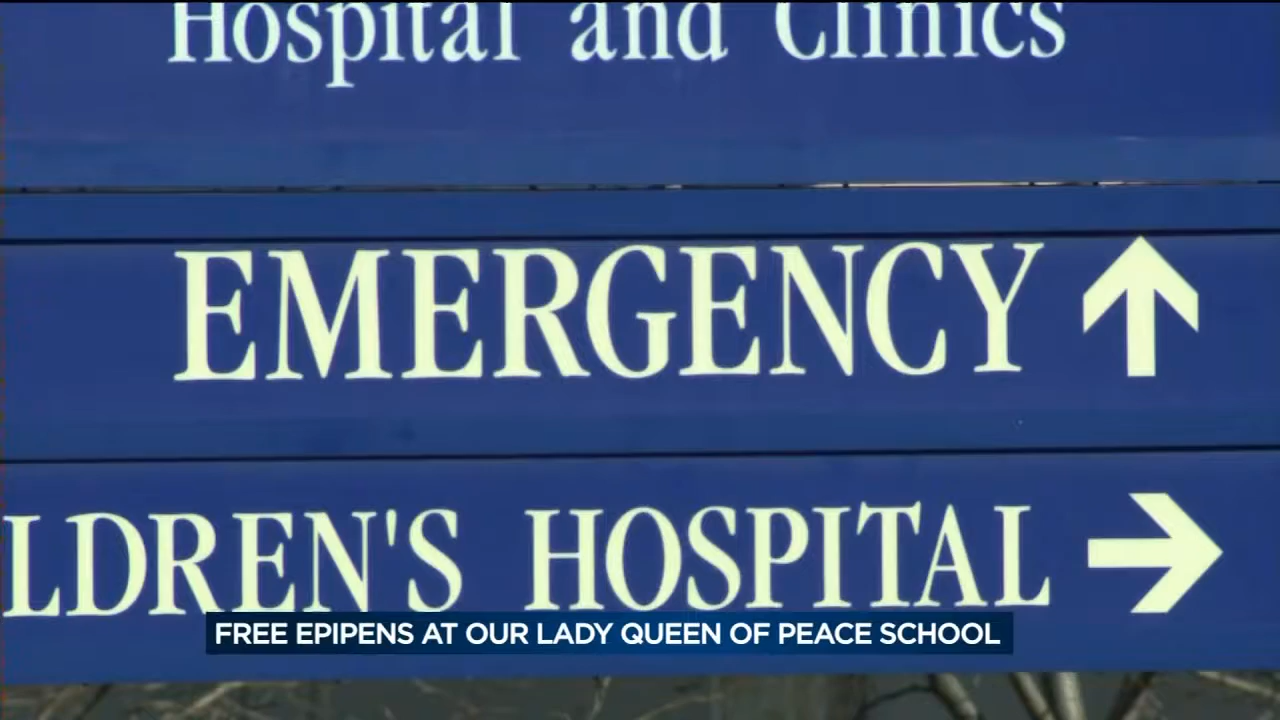 Hospital and Clinics
EMERGENCY
LDREN'S HOSPITAL
FREE EPIPENS AT OUR LADY QUEEN OF PEACE SCHOOL